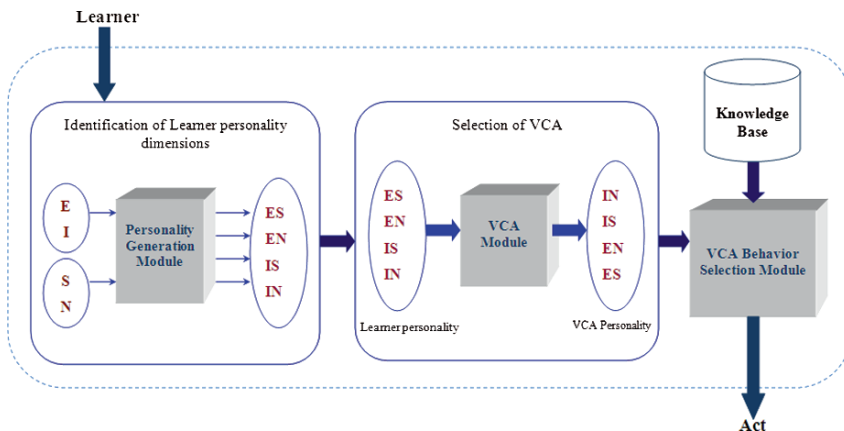 Learner
Identification of Learner personality
dimensions
E
I
S
N
Personality
Generation
Module
ES
EN
IS
IN
Selection of VCA
ES
EN
IS
IN
Learner personality
VCA
Module
IN
IS
EN
ES
VCA Personality
Knowledge
Base
VCA Behavior
Selection Module
Act